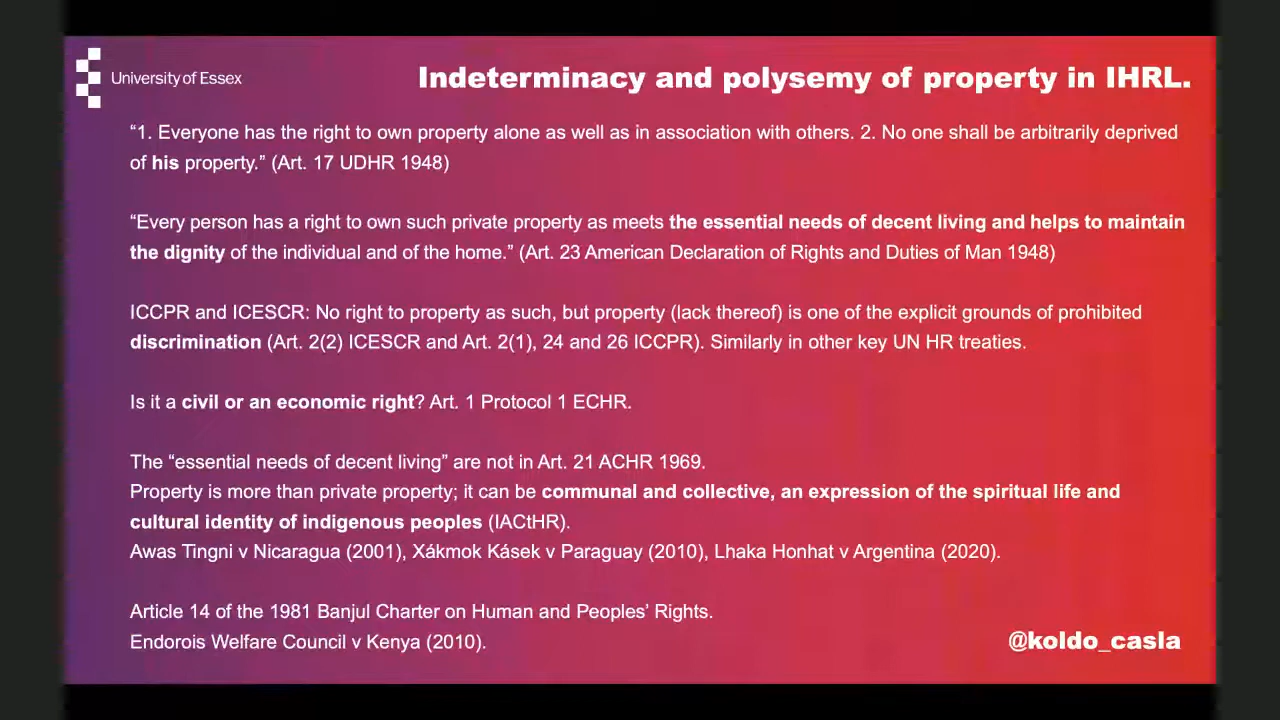 University of Essex
Indeterminacy and polysemy of property in IHRL.
“1. Everyone has the right to own property alone as well as in association with others. 2. No one shall be arbitrarily deprived
of his property.” (Art. 17 UDHR 1948)
“Every person has a right to own such private property as meets the essential needs of decent living and helps to maintain
the dignity of the individual and of the home.” (Art. 23 American Declaration of Rights and Duties of Man 1948)
ICCPR and ICESCR: No right to property as such, but property (lack thereof) is one of the explicit grounds of prohibited
discrimination (Art. 2(2) ICESCR and Art. 2(1), 24 and 26 ICCPR). Similarly in other key UN HR treaties.
Is it a civil or an economic right? Art. 1 Protocol 1 ECHR.
The “essential needs of decent living” are not in Art. 21 ACHR 1969.
Property is more than private property; it can be communal and collective, an expression of the spiritual life and
cultural identity of indigenous peoples (IACtHR).
Awas Tingni v Nicaragua (2001), Xákmok Kásek v Paraguay (2010), Lhaka Honhat v Argentina (2020).
Article 14 of the 1981 Banjul Charter on Human and Peoples’ Rights.
Endorois Welfare Council v Kenya (2010).
@koldo_casla